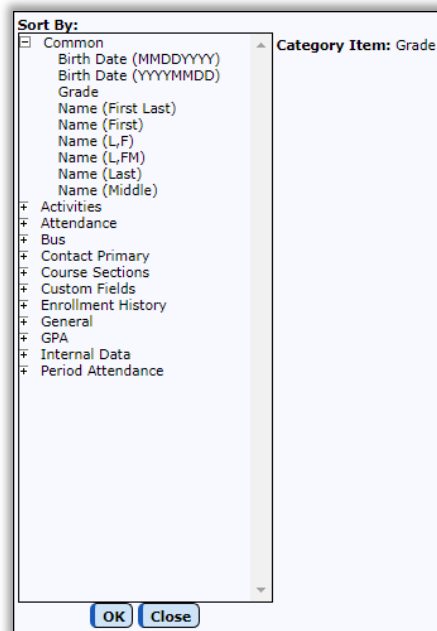 Sort By:
Common
Category Item: Grade
Birth Date (MMDDYYYY)
Birth Date (YYYYMMDD)
Grade
Name (First Last)
Name (First)
Name (L,F)
Name (L,FM)
Name (Last)
Name (Middle)
Activities
Attendance
Bus
Contact Primary
Course Sections
Custom Fields
Enrollment History
General
GPA
Internal Data
Period Attendance
OK Close